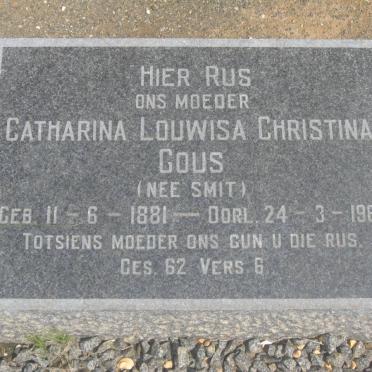 HIER RUS
ONS MOEDER
CATHARINA LOUWISA CHRISTINA
GOUS
(NEE SMIT)
GEB. 11 - 6 - 1881 — OORL. 24 - 3 -
TOTSIENS MOEDER ONS GUN U DIE RUS.
GES. 62 VERS 6.